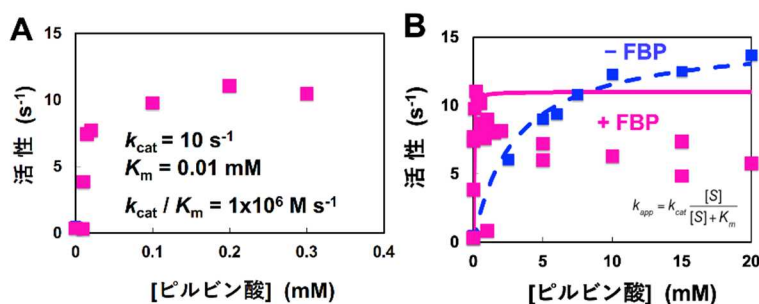 A
活性 (s⁻¹)
15
10
5
0
kcat = 10 s⁻¹
Km = 0.01 mM
kcat / Km = 1x10⁶ M s⁻¹
0.1
0.2
0.3
0.4
[ピルビン酸] (mM)
B
活性 (s⁻¹)
15
10
5
0
– FBP
+ FBP
kapp = kcat [S] / [S] + Km
0
5
10
15
20
[ピルビン酸] (mM)